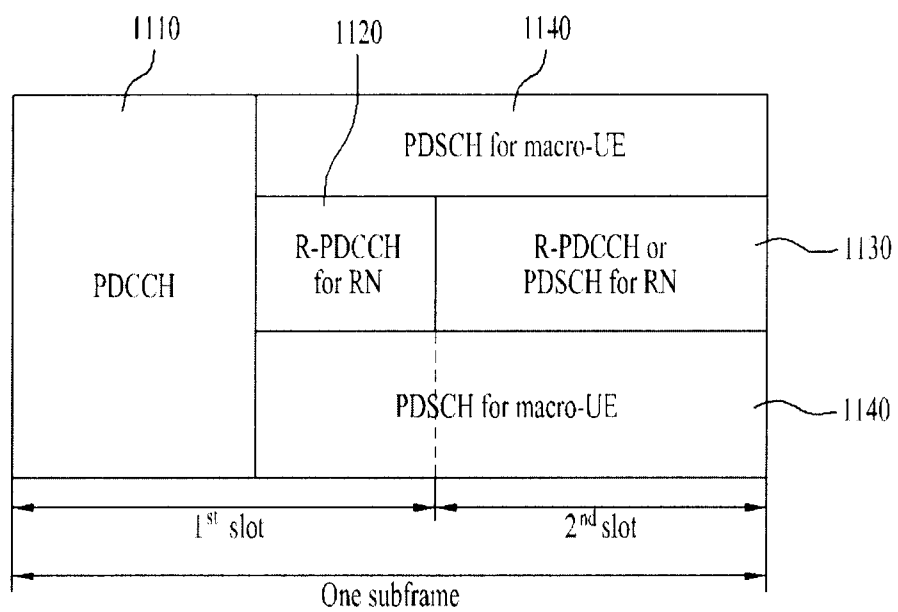 1110
1120
1140
PDSCH for macro-UE
PDCCH
R-PDCCH
for RN
R-PDCCH or
PDSCH for RN
1130
PDSCH for macro-UE
1140
1st slot
2nd slot
One subframe